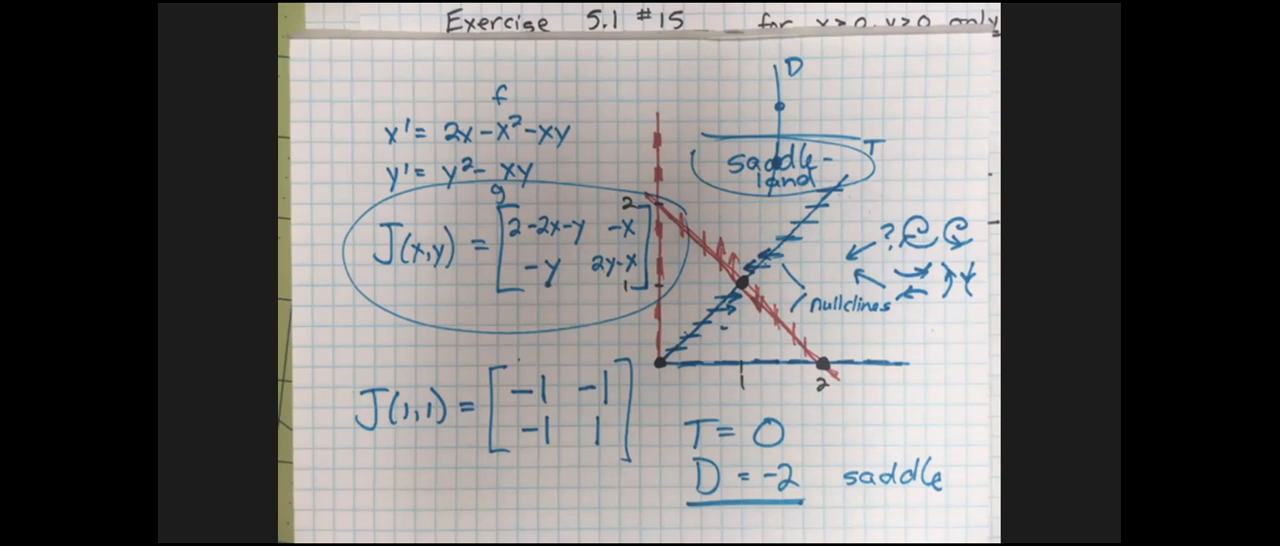 Exercise 5.1 #15 for x>0, y>0 only
f
x' = 2x-x²-xy
y' = y²-xy
g
J(x,y) = [2-2x-y -x
-y 2y-x]
J(1,1) = [-1 -1
-1 1]
D
T
saddle-
land
2
1
?
nullclines
1
2
T = 0
D = -2 saddle